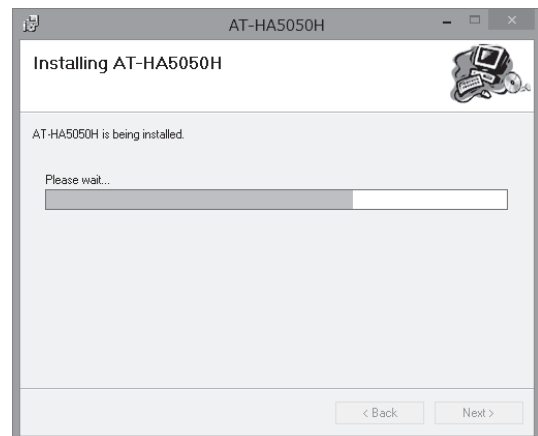 AT-HA5050H
Installing AT-HA5050H
AT-HA5050H is being installed.
Please wait...
< Back
Next >